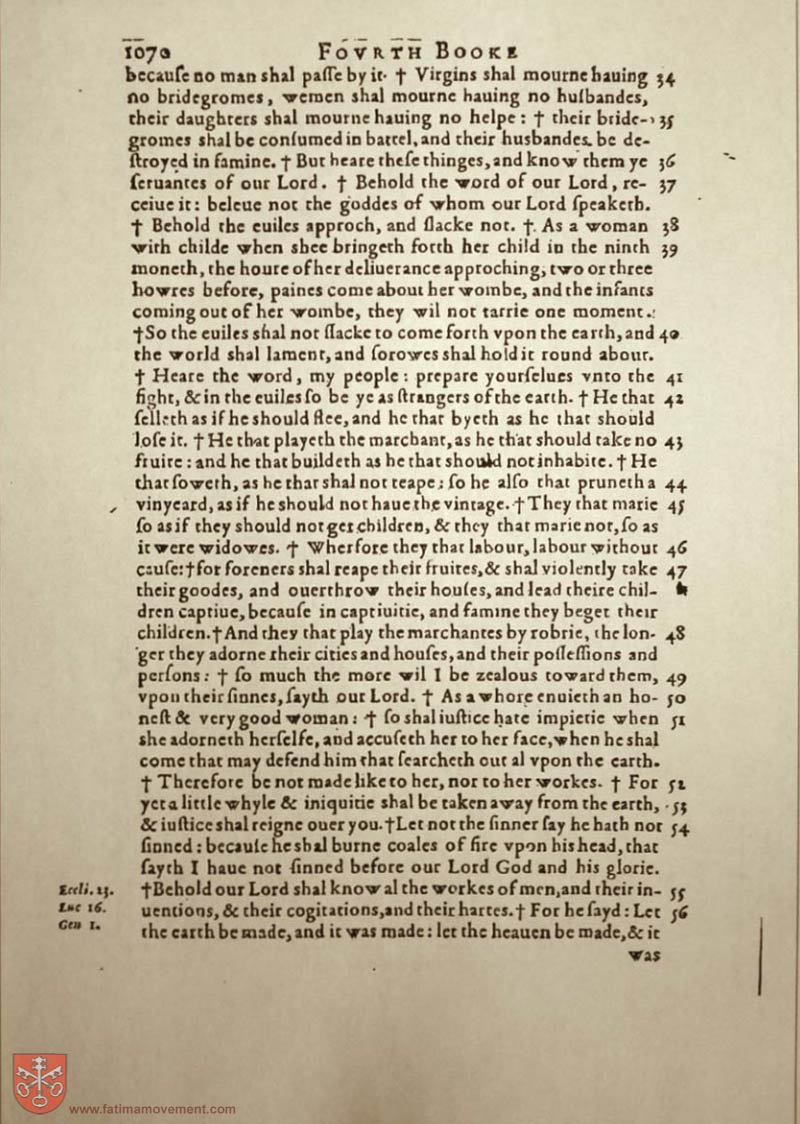 1070 FOVRTH BOOKE
becauſe no man shal paſſe by it. † Virgins shal mourne hauing 34
no bridegromes, wemen shal mourne hauing no huſbandes,
their daughters shal mourne hauing no helpe: † their bride- 35
gromes shal be conſumed in battel, and their husbandes be de-
ſtroyed in famine. † But heare theſe thinges, and know them ye 36
ſeruantes of our Lord. † Behold the word of our Lord, re- 37
ceiue it: beleue not the goddes of whom our Lord ſpeaketh.
† Behold the euiles approch, and ſlacke not. † As a woman 38
with childe when shee bringeth forth her child in the ninth 39
moneth, the houre of her deliuerance approching, two or three
howres before, paines come about her wombe, and the infants
coming out of her wombe, they wil not tarrie one moment.
†So the euiles shal not ſlacke to come forth vpon the earth, and 40
the world shal lament, and ſorowes shal hold it round about.
† Heare the word, my people: prepare yourſelues vnto the 41
fight, & in the euiles ſo be ye as ſtrangers of the earth. † He that 42
ſelleth as if he should flee, and he that byeth as he that should
loſe it. † He that playeth the marchant, as he that should take no 43
fruite: and he that buildeth as he that should not inhabite. † He
that ſoweth, as he that shal not reape: ſo he alſo that pruneth a 44
vineyeard, as if he should not haue the vintage. † They that marie 45
ſo as if they should not get children, & they that marie not, ſo as
it were widowes. † Wherfore they that labour, labour without 46
cauſe: † for foreners shal reape their fruites, & shal violently take 47
their goodes, and ouerthrow their houſes, and lead theire chil-
dren captiue, becauſe in captiuitie, and famine they beget their
children. † And they that play the marchantes by robrie, the lon- 48
ger they adorne their cities and houſes, and their poſſeſſions and
perſons: † ſo much the more wil I be zealous toward them, 49
vpon their ſinnes, ſayth our Lord. † As a whore enuieth an ho- 50
neſt & very good woman: † ſo shal iuſtice hate impietie when 51
she adorneth herſelfe, and accuſeth her to her face, when he shal
come that may defend him that ſearcheth out al vpon the earth.
† Therefore be not made like to her, nor to her workes. † For 52
yet a little whyle & iniquitie shal be taken away from the earth, 53
& iuſtice shal reigne ouer you. † Let not the ſinner ſay he hath not 54
ſinned: becauſe he shal burne coales of fire vpon his head, that
ſayth I haue not ſinned before our Lord God and his glorie.
Eccli. 23. † Behold our Lord shal know al the workes of men, and their in- 55
Luc 16. uentions, & their cogitations, and their hartes. † For he ſayd: Let 56
Gen 1. the earth be made, and it was made: let the heauen be made, & it
was
www.fatimamovement.com